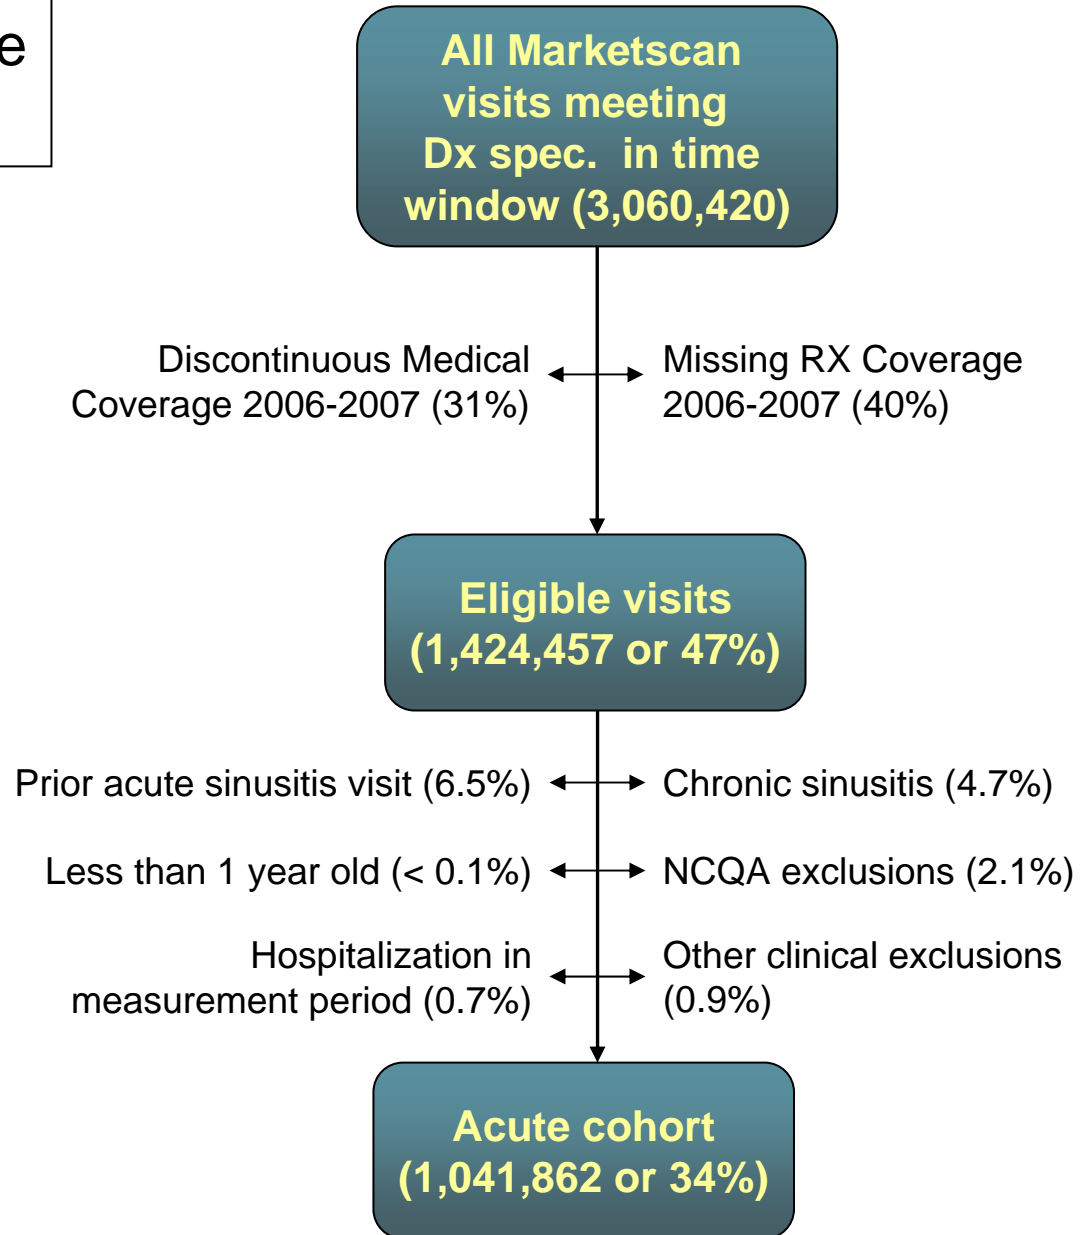 e
All Marketscan
visits meeting
Dx spec. in time
window (3,060,420)
Discontinuous Medical
Coverage 2006-2007 (31%)
Missing RX Coverage
2006-2007 (40%)
Eligible visits
(1,424,457 or 47%)
Prior acute sinusitis visit (6.5%)
Chronic sinusitis (4.7%)
Less than 1 year old (< 0.1%)
NCQA exclusions (2.1%)
Hospitalization in
measurement period (0.7%)
Other clinical exclusions
(0.9%)
Acute cohort
(1,041,862 or 34%)